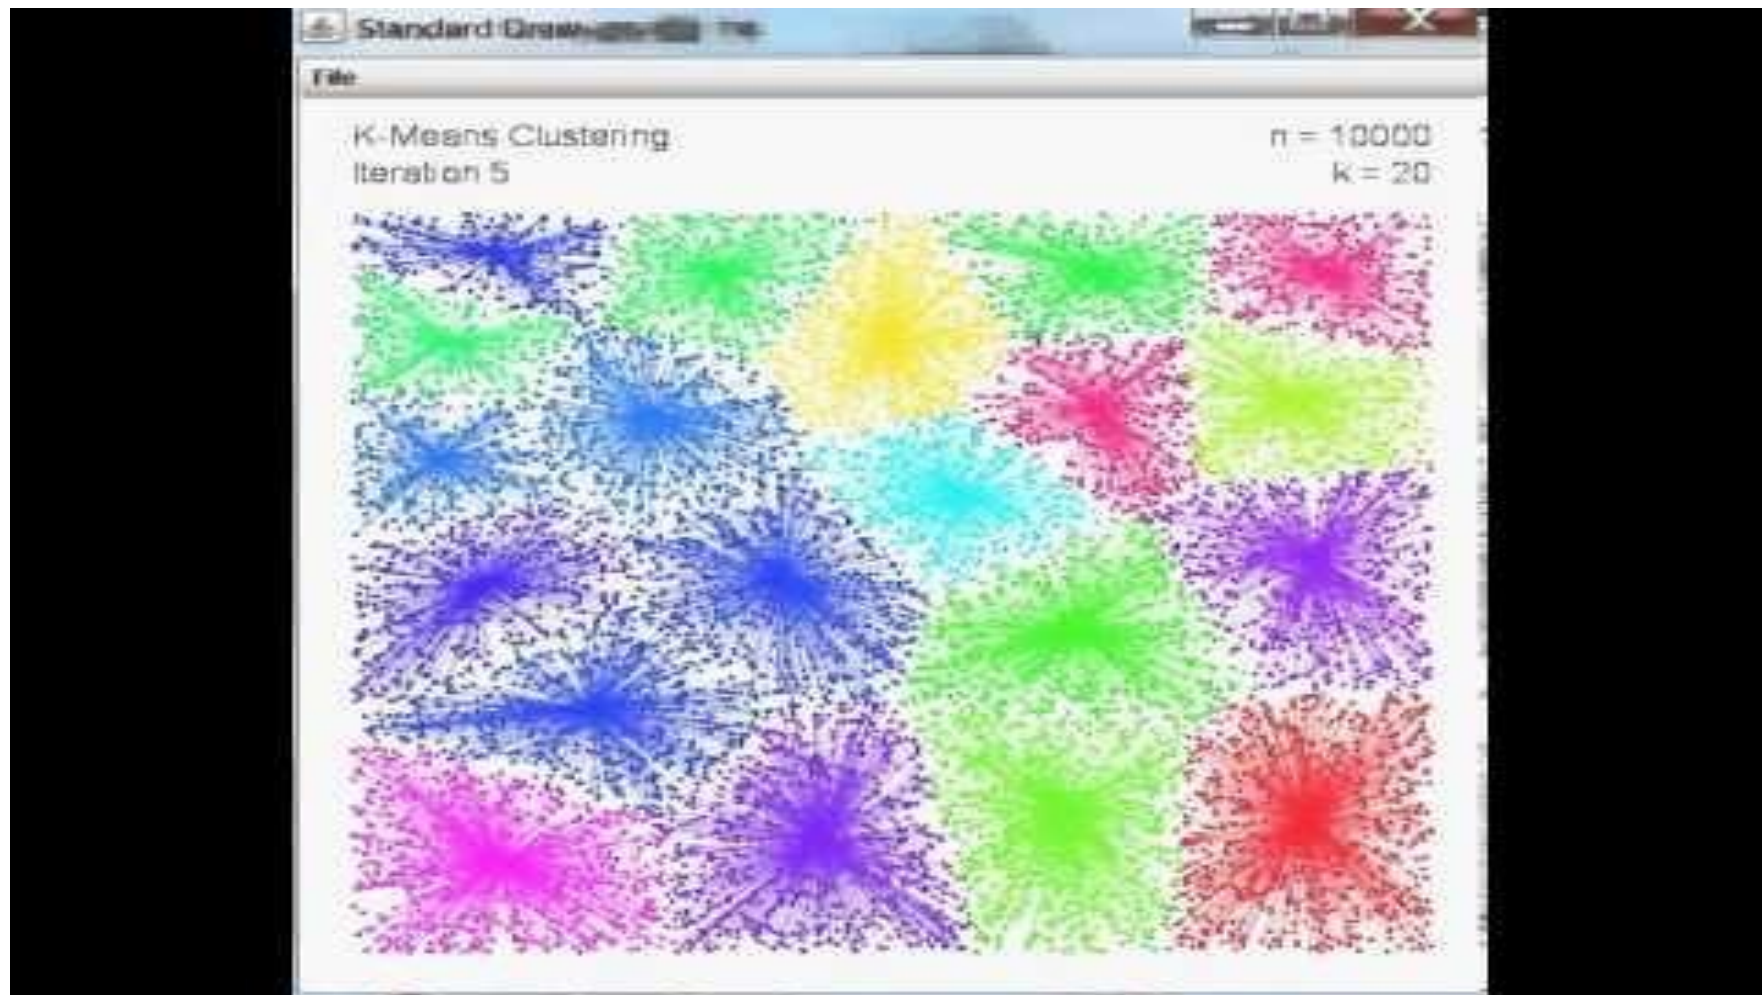 Standard Draw
File
K-Means Clustering
n = 10000
Iteration 5
k = 20